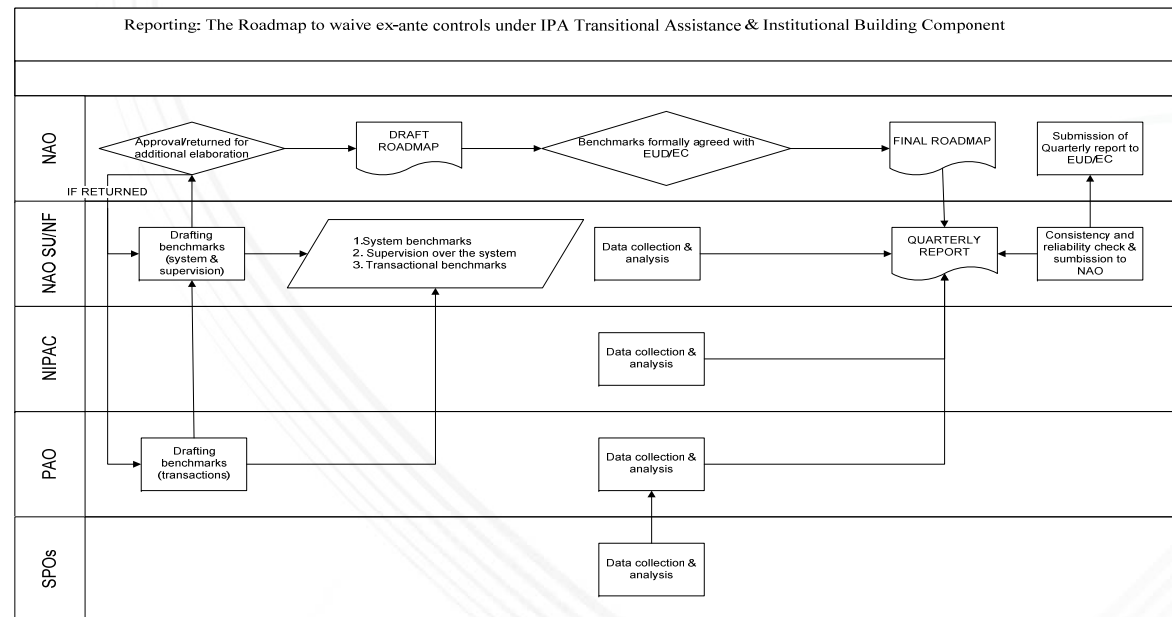 Reporting: The Roadmap to waive ex-ante controls under IPA Transitional Assistance & Institutional Building Component
NAO
Approval/returned for
additional elaboration
DRAFT
ROADMAP
Benchmarks formally agreed with
EUD/EC
FINAL ROADMAP
Submission of
Quarterly report to
EUD/EC
IF RETURNED
NAO SU/NF
Drafting
benchmarks
(system &
supervision)
1.System benchmarks
2. Supervision over the system
3. Transactional benchmarks
Data collection &
analysis
QUARTERLY
REPORT
Consistency and
reliability check &
sumbission to
NAO
NIPAC
Data collection &
analysis
PAO
Drafting
benchmarks
(transactions)
Data collection &
analysis
SPOs
Data collection &
analysis